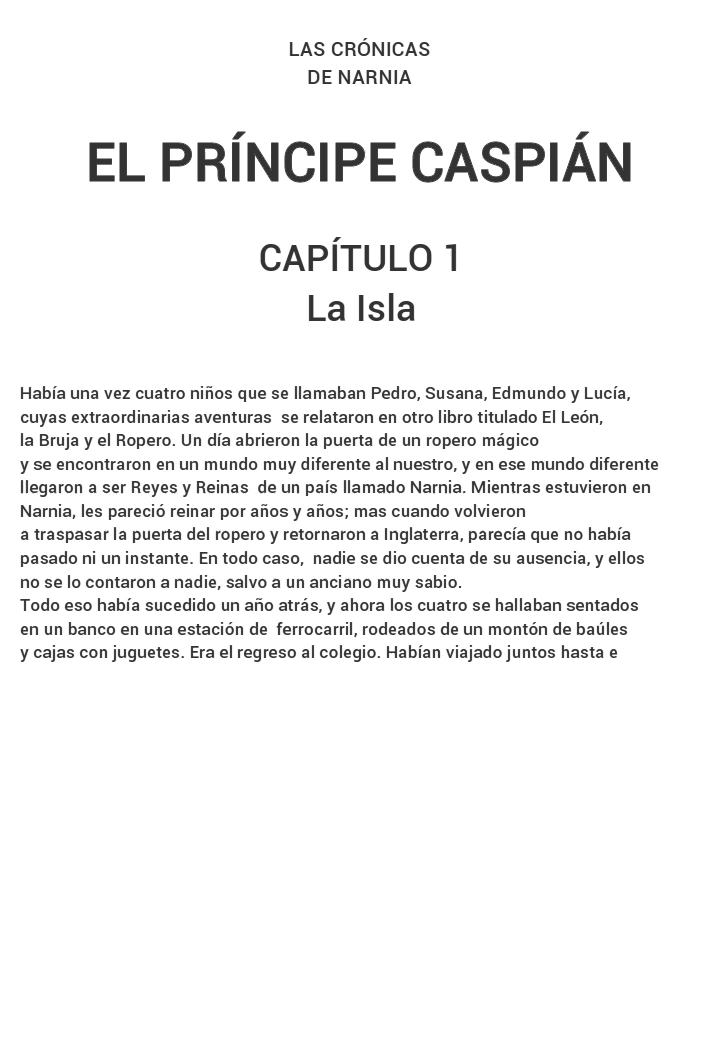 LAS CRÓNICAS
DE NARNIA
EL PRÍNCIPE CASPIÁN
CAPÍTULO 1
La Isla
Había una vez cuatro niños que se llamaban Pedro, Susana, Edmundo y Lucía,
cuyas extraordinarias aventuras  se relataron en otro libro titulado El León,
la Bruja y el Ropero. Un día abrieron la puerta de un ropero mágico
y se encontraron en un mundo muy diferente al nuestro, y en ese mundo diferente
llegaron a ser Reyes y Reinas  de un país llamado Narnia. Mientras estuvieron en
Narnia, les pareció reinar por años y años; mas cuando volvieron
a traspasar la puerta del ropero y retornaron a Inglaterra, parecía que no había
pasado ni un instante. En todo caso,  nadie se dio cuenta de su ausencia, y ellos
no se lo contaron a nadie, salvo a un anciano muy sabio.
Todo eso había sucedido un año atrás, y ahora los cuatro se hallaban sentados
en un banco en una estación de  ferrocarril, rodeados de un montón de baúles
y cajas con juguetes. Era el regreso al colegio. Habían viajado juntos hasta e